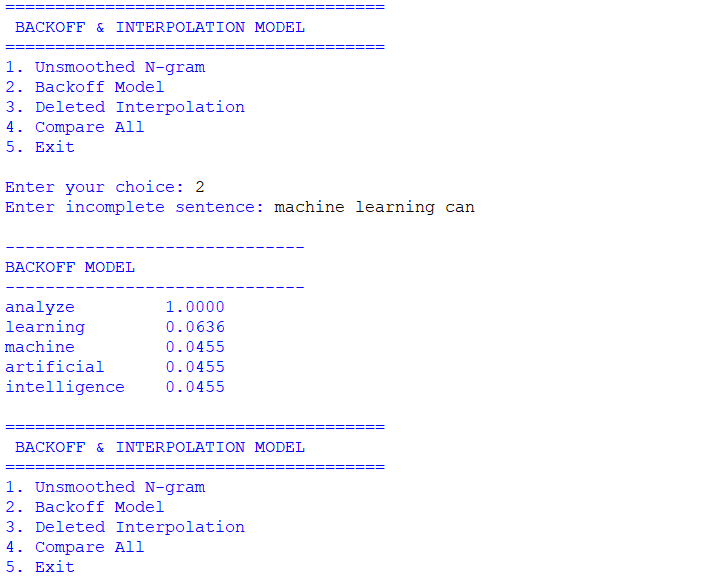 ======================================
BACKOFF & INTERPOLATION MODEL
======================================
1. Unsmoothed N-gram
2. Backoff Model
3. Deleted Interpolation
4. Compare All
5. Exit
Enter your choice: 2
Enter incomplete sentence: machine learning can
------------------------------
BACKOFF MODEL
------------------------------
analyze         1.0000
learning        0.0636
machine         0.0455
artificial      0.0455
intelligence    0.0455
======================================
BACKOFF & INTERPOLATION MODEL
======================================
1. Unsmoothed N-gram
2. Backoff Model
3. Deleted Interpolation
4. Compare All
5. Exit